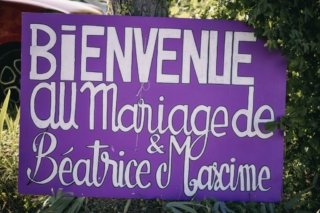 BiENVENUE
au Mariage de
&
Béatrice Maxime